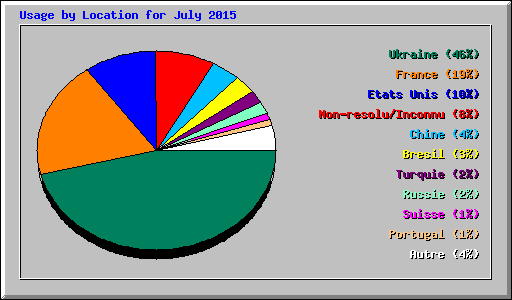 Usage by Location for July 2015
Ukraine (46%)
France (19%)
Etats Unis (10%)
Non-resolu/Inconnu (8%)
Chine (4%)
Bresil (3%)
Turquie (2%)
Russie (2%)
Suisse (1%)
Portugal (1%)
Autre (4%)